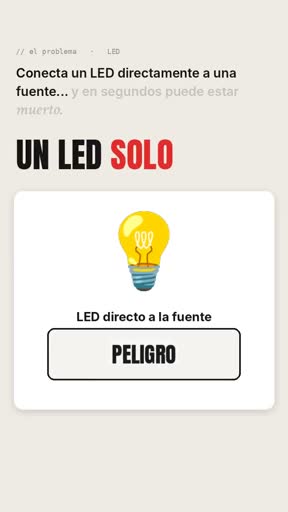 // el problema · LED
Conecta un LED directamente a una
fuente... y en segundos puede estar
muerto.
UN LED SOLO
LED directo a la fuente
PELIGRO